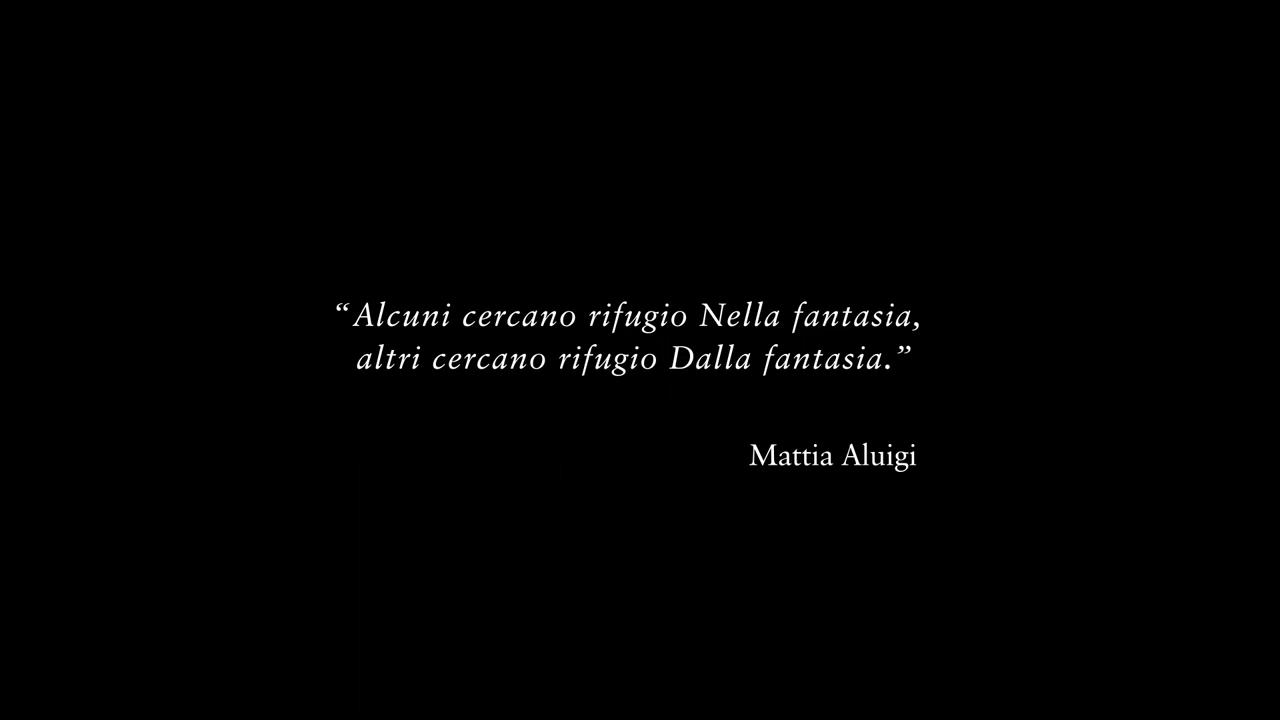 “Alcuni cercano rifugio Nella fantasia,
altri cercano rifugio Dalla fantasia.”
Mattia Aluigi